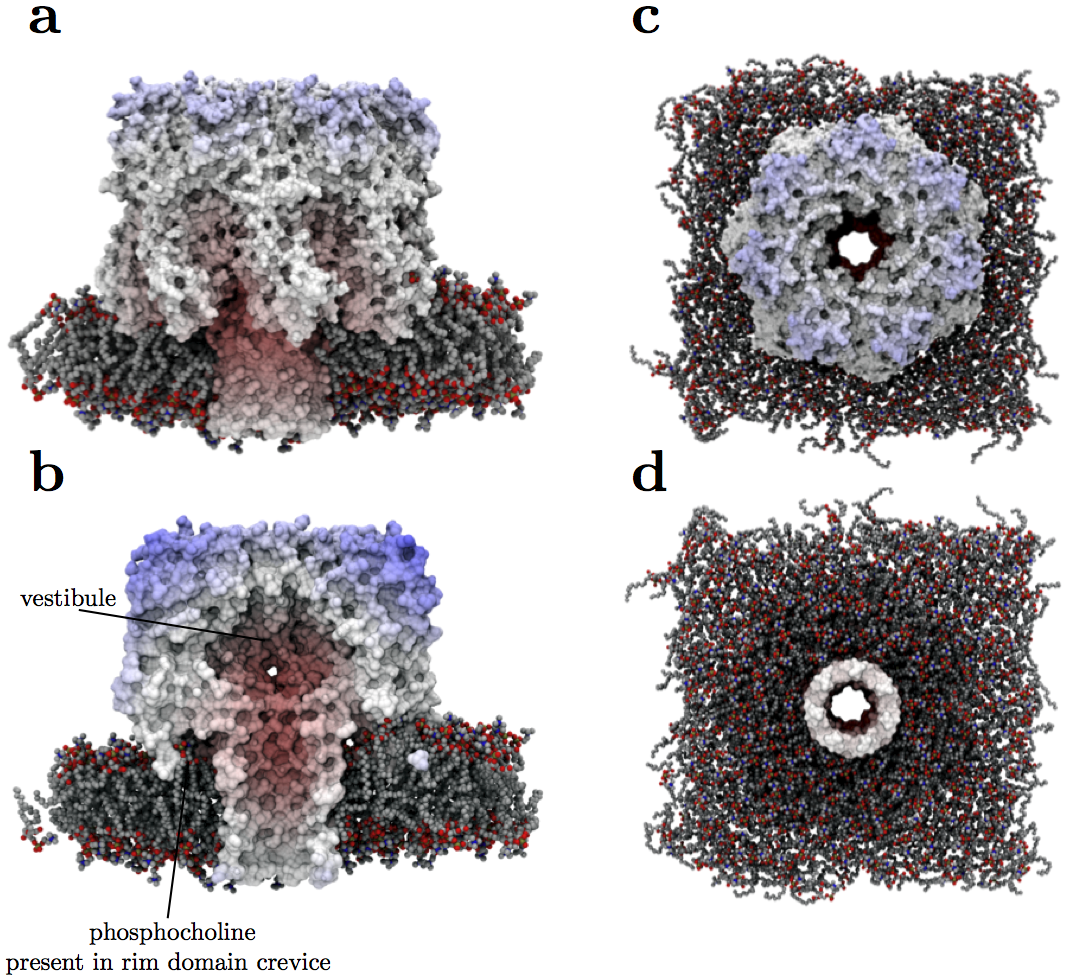 a
c
b
d
vestibule
phosphocholine
present in rim domain crevice